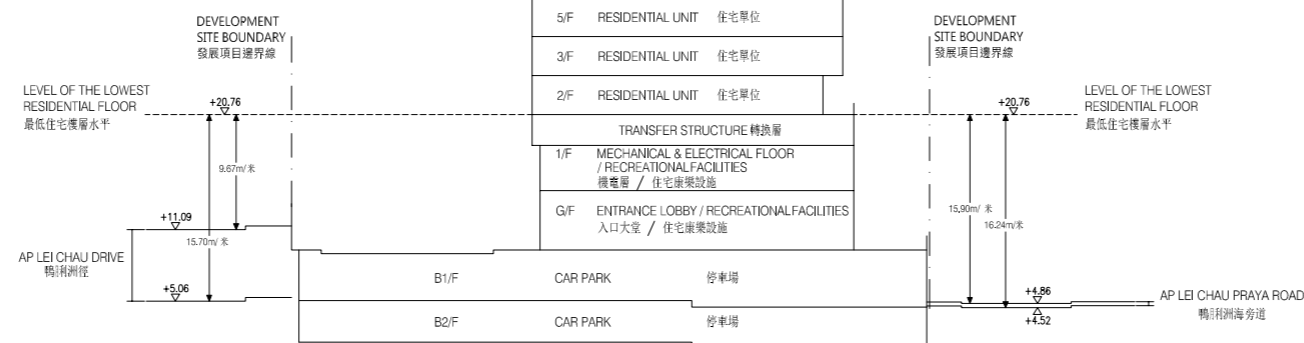 5/F RESIDENTIAL UNIT 住宅單位
DEVELOPMENT
SITE BOUNDARY
發展項目邊界線
DEVELOPMENT
SITE BOUNDARY
發展項目邊界線
3/F RESIDENTIAL UNIT 住宅單位
2/F RESIDENTIAL UNIT 住宅單位
LEVEL OF THE LOWEST
RESIDENTIAL FLOOR
最低住宅樓層水平
+20.76
+20.76
LEVEL OF THE LOWEST
RESIDENTIAL FLOOR
最低住宅樓層水平
TRANSFER STRUCTURE 轉換層
1/F MECHANICAL & ELECTRICAL FLOOR
/ RECREATIONAL FACILITIES
機電層 / 住宅康樂設施
9.67m/米
G/F ENTRANCE LOBBY / RECREATIONAL FACILITIES
入口大堂 / 住宅康樂設施
15.90m/ 米
16.24m/米
+11.09
15.70m/ 米
AP LEI CHAU DRIVE
鴨脷洲徑
B1/F CAR PARK 停車場
+5.06
+4.86
+4.52
AP LEI CHAU PRAYA ROAD
鴨脷洲海旁道
B2/F CAR PARK 停車場